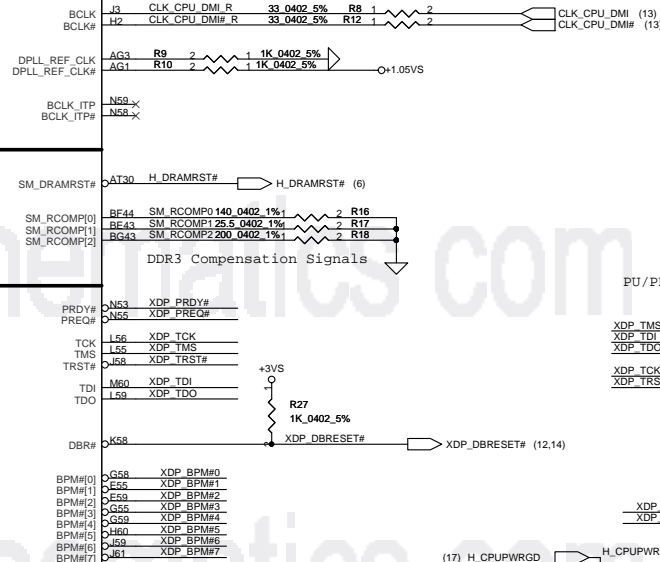 BCLK J3 CLK_CPU_DMI_R 33_0402_5% R8 1 2 CLK_CPU_DMI (13)
BCLK# H2 CLK_CPU_DMI#_R 33_0402_5% R12 1 2 CLK_CPU_DMI# (13)
DPLL_REF_CLK AG3 R9 2 1 1K_0402_5%
DPLL_REF_CLK# AG1 R10 2 1 1K_0402_5%
+1.05VS
BCLK_ITP N59
BCLK_ITP# N58
SM_DRAMRST# AT30 H_DRAMRST# H_DRAMRST# (6)
SM_RCOMP[0] BF44 SM_RCOMP0 140_0402_1% 1 2 R16
SM_RCOMP[1] BE43 SM_RCOMP1 25.5_0402_1% 1 2 R17
SM_RCOMP[2] BG43 SM_RCOMP2 200_0402_1% 1 2 R18
DDR3 Compensation Signals
PRDY# N53 XDP_PRDY#
PREQ# N55 XDP_PREQ#
TCK L56 XDP_TCK
TMS L55 XDP_TMS
TRST# J58 XDP_TRST#
TDI M60 XDP_TDI
TDO L59 XDP_TDO
+3VS
1
R27
1K_0402_5%
2
DBR# K58 XDP_DBRESET# XDP_DBRESET# (12,14)
BPM#[0] G58 XDP_BPM#0
BPM#[1] E55 XDP_BPM#1
BPM#[2] E59 XDP_BPM#2
BPM#[3] G55 XDP_BPM#3
BPM#[4] G59 XDP_BPM#4
BPM#[5] H60 XDP_BPM#5
BPM#[6] J59 XDP_BPM#6
BPM#[7] J61 XDP_BPM#7
PU/P
XDP_TMS
XDP_TDI
XDP_TDO
XDP_TCK
XDP_TRS
XDP_
XDP_
(17) H_CPUPWRGD H_CPUPWR
hematics.com